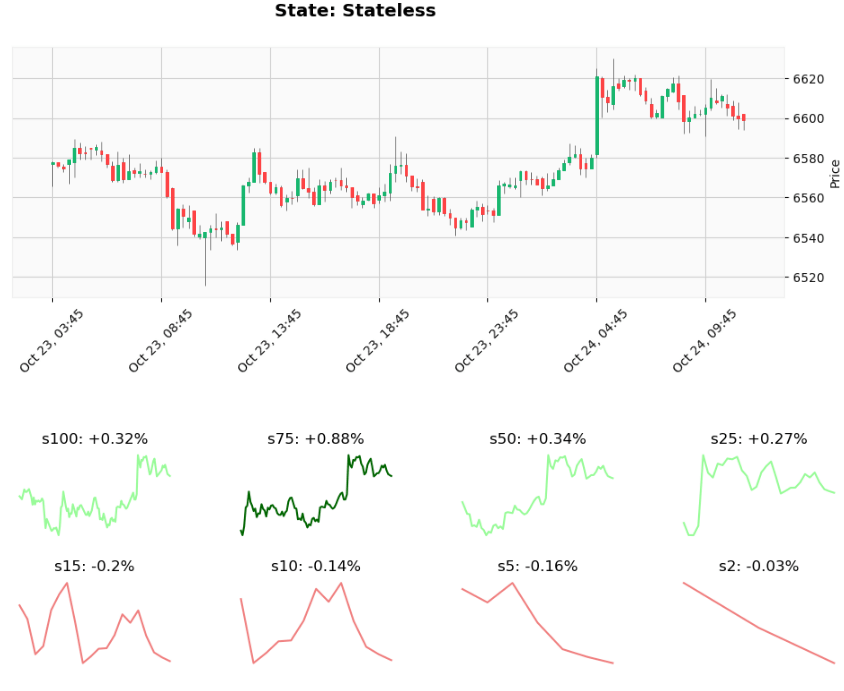 State: Stateless
6620
6600
6580
6560
6540
6520
Price
Oct 23, 03:45
Oct 23, 08:45
Oct 23, 13:45
Oct 23, 18:45
Oct 23, 23:45
Oct 24, 04:45
Oct 24, 09:45
s100: +0.32%
s75: +0.88%
s50: +0.34%
s25: +0.27%
s15: -0.2%
s10: -0.14%
s5: -0.16%
s2: -0.03%